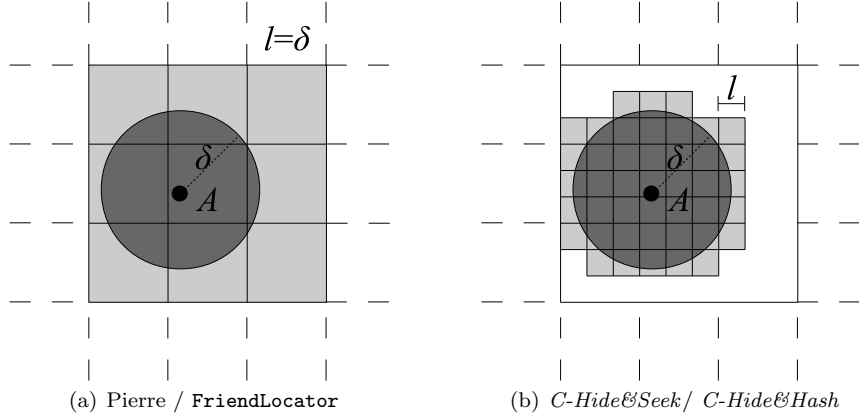 l=δ
δ
A
(a) Pierre / FriendLocator
l
δ
A
(b) C-Hide&Seek/ C-Hide&Hash